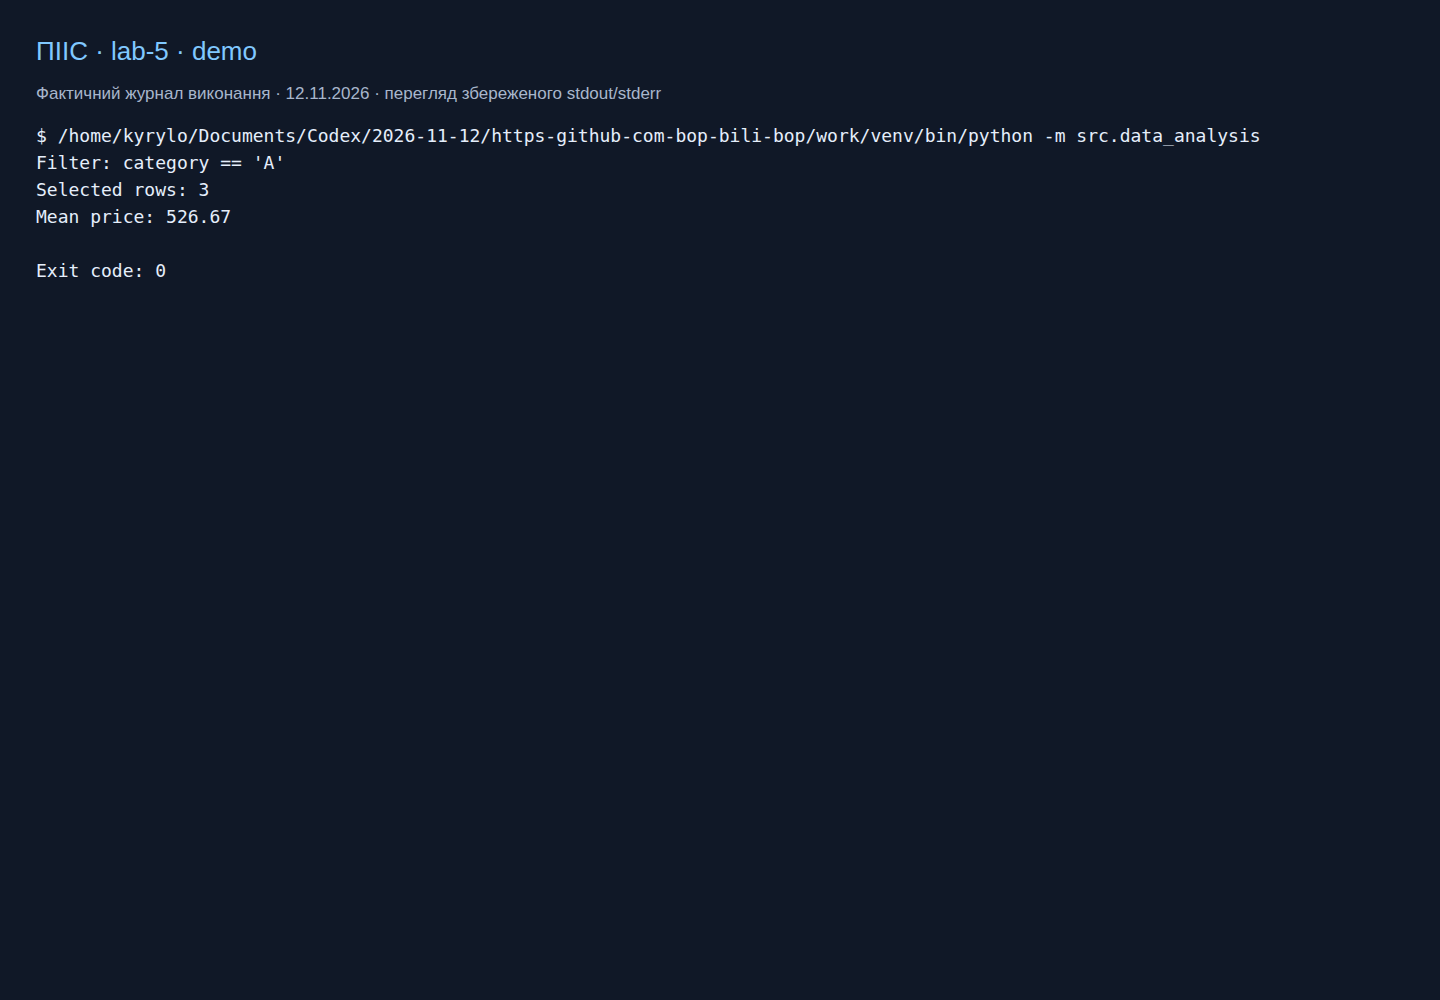 ПІІС · lab-5 · demo
Фактичний журнал виконання · 12.11.2026 · перегляд збереженого stdout/stderr
$ /home/kyrylo/Documents/Codex/2026-11-12/https-github-com-bop-bili-bop/work/venv/bin/python -m src.data_analysis
Filter: category == 'A'
Selected rows: 3
Mean price: 526.67
Exit code: 0